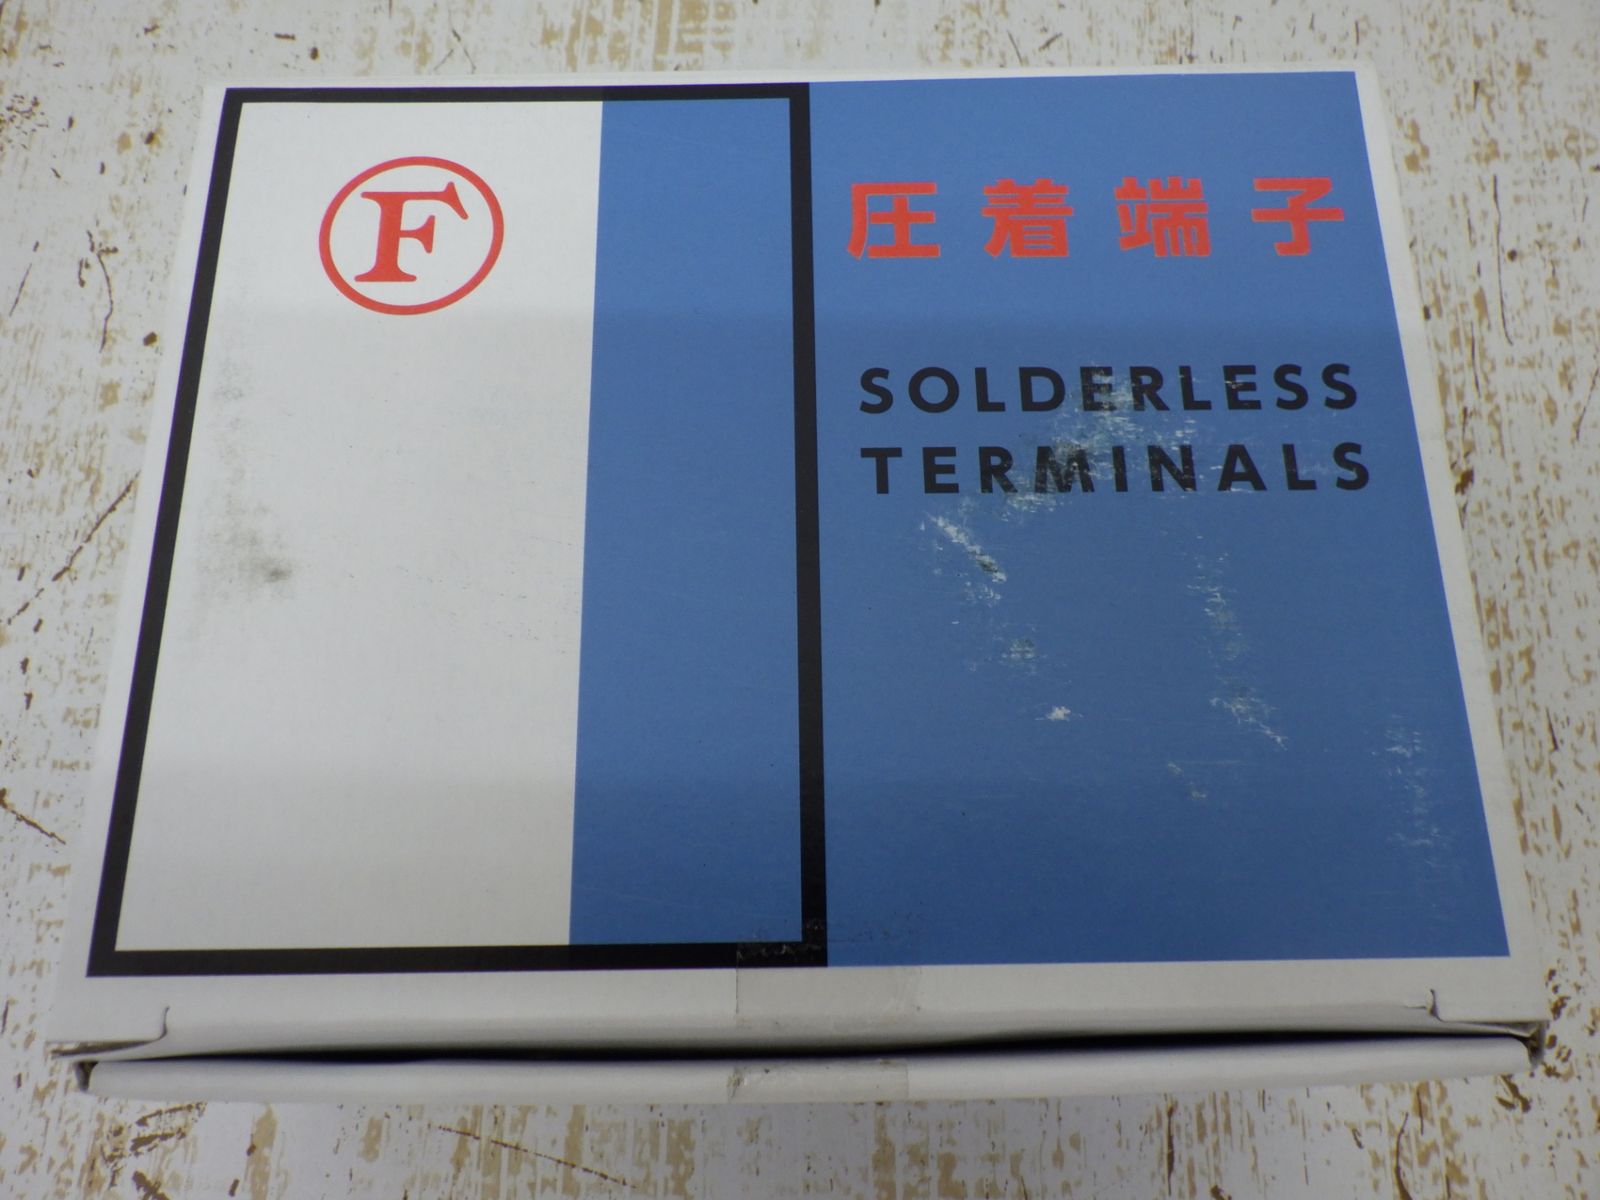 F
圧着端子
SOLDERLESS
TERMINALS